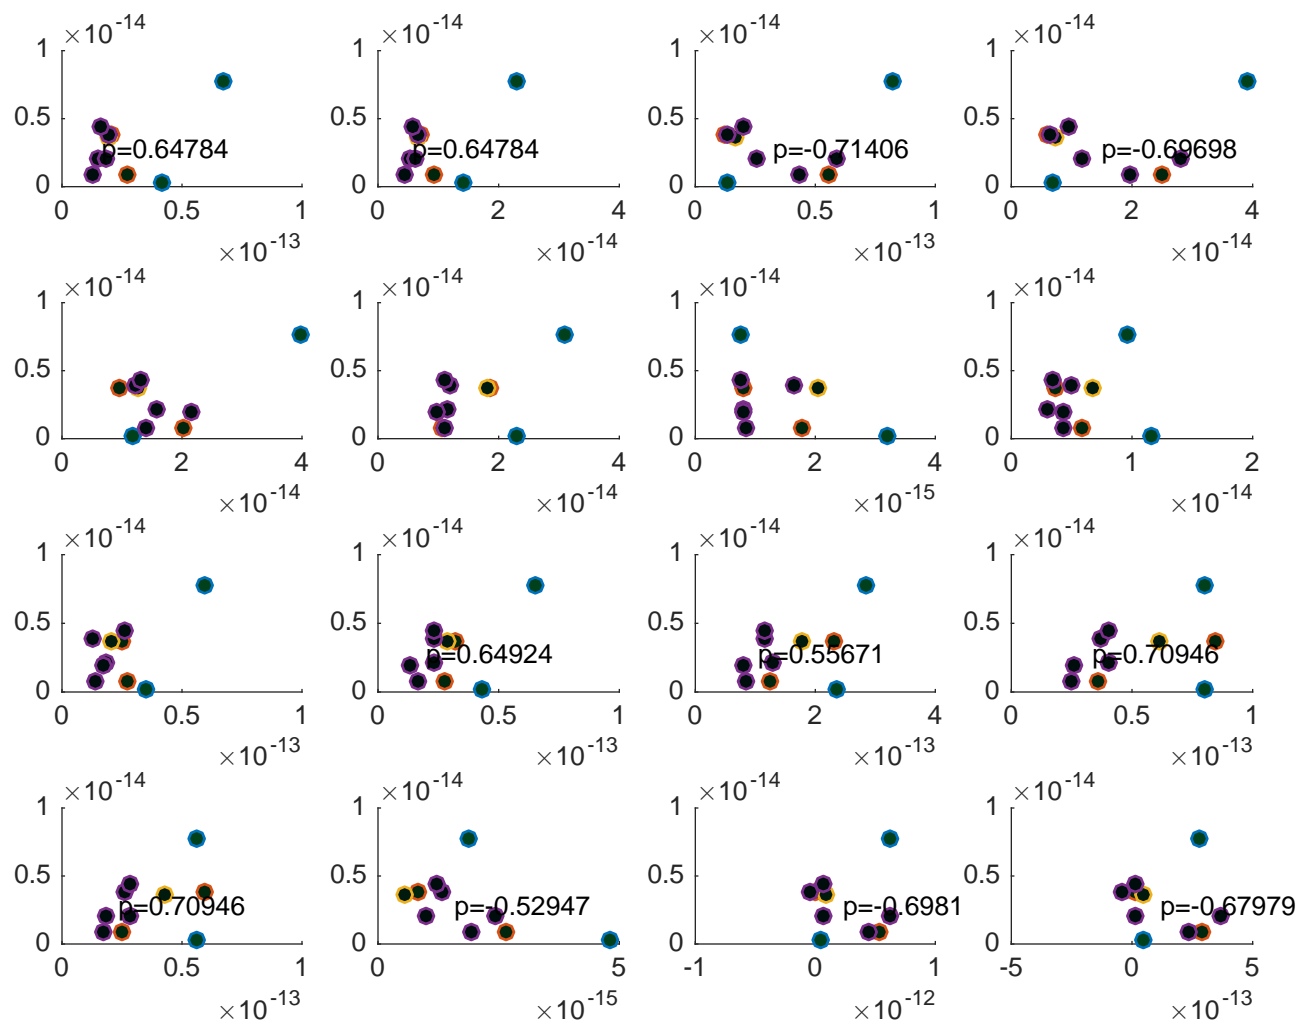 ×10-14 ×10-14 ×10-14 ×10-14
1 1 1 1
0.5 0.5 0.5 0.5
p=0.64784 p=0.64784 p=-0.71406 p=-0.69698
0 0 0 0
0 0.5 1 0 2 4 0 0.5 1 0 2 4
×10-13 ×10-14 ×10-13 ×10-14
×10-14 ×10-14 ×10-14 ×10-14
1 1 1 1
0.5 0.5 0.5 0.5
0 0 0 0
0 2 4 0 2 4 0 2 4 0 1 2
×10-14 ×10-14 ×10-15 ×10-14
×10-14 ×10-14 ×10-14 ×10-14
1 1 1 1
0.5 0.5 0.5 0.5
p=0.64924 p=0.55671 p=0.70946
0 0 0 0
0 0.5 1 0 0.5 1 0 2 4 0 0.5 1
×10-13 ×10-13 ×10-13 ×10-13
×10-14 ×10-14 ×10-14 ×10-14
1 1 1 1
0.5 0.5 0.5 0.5
p=0.70946 p=-0.52947 p=-0.6981 p=-0.67979
0 0 0 0
0 0.5 1 0 5 -1 0 1 -5 0 5
×10-13 ×10-15 ×10-12 ×10-13